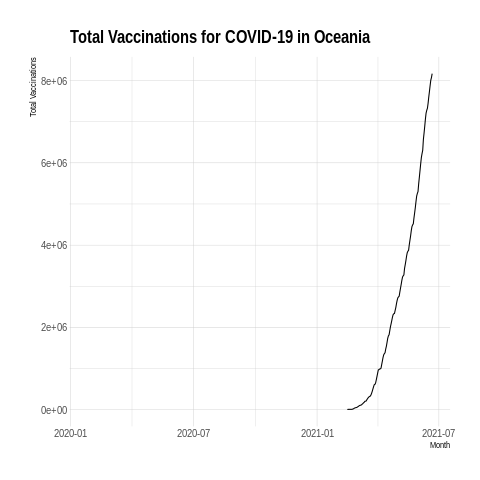 Total Vaccinations for COVID-19 in Oceania
Total Vaccinations
8e+06
6e+06
4e+06
2e+06
0e+00
2020-01 2020-07 2021-01 2021-07
Month